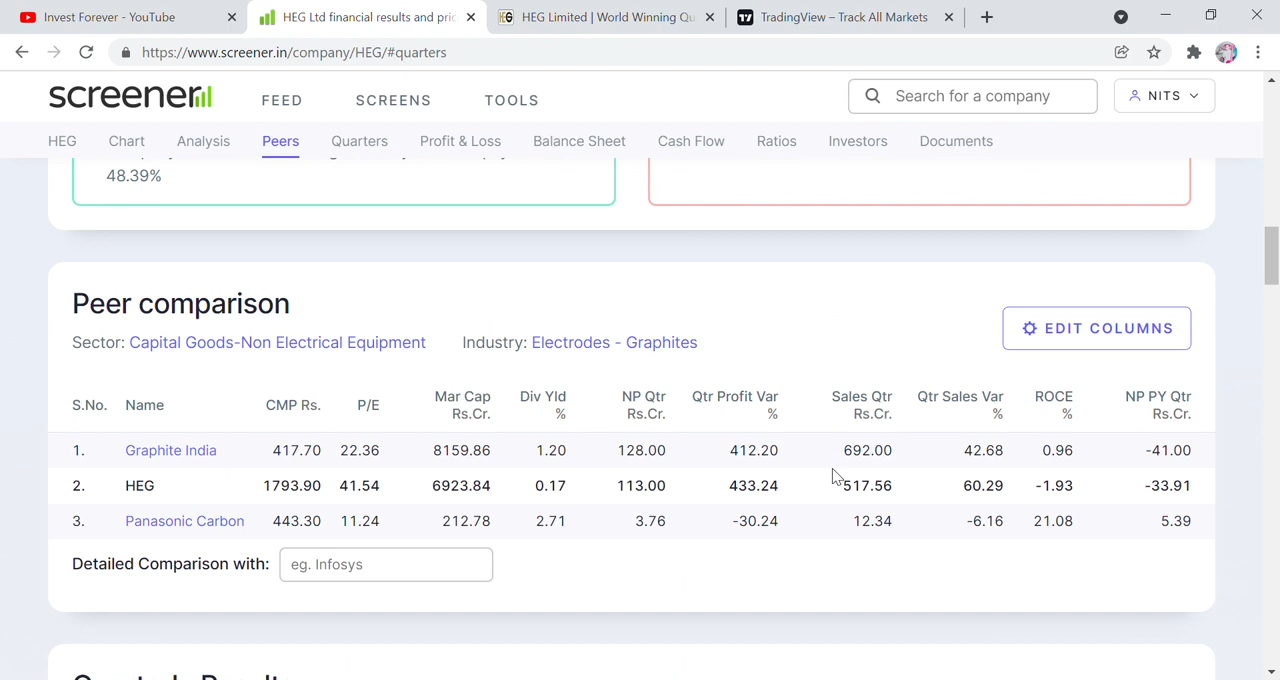 Invest Forever - YouTube
HEG Ltd financial results and pric
HEG Limited | World Winning Qu
TradingView – Track All Markets
https://www.screener.in/company/HEG/#quarters
screener
FEED
SCREENS
TOOLS
Search for a company
NITS
HEG
Chart
Analysis
Peers
Quarters
Profit & Loss
Balance Sheet
Cash Flow
Ratios
Investors
Documents
48.39%
Peer comparison
EDIT COLUMNS
Sector: Capital Goods-Non Electrical Equipment Industry: Electrodes - Graphites
S.No. Name CMP Rs. P/E Mar Cap Rs.Cr. Div Yld % NP Qtr Rs.Cr. Qtr Profit Var % Sales Qtr Rs.Cr. Qtr Sales Var % ROCE % NP PY Qtr Rs.Cr.
1. Graphite India 417.70 22.36 8159.86 1.20 128.00 412.20 692.00 42.68 0.96 -41.00
2. HEG 1793.90 41.54 6923.84 0.17 113.00 433.24 517.56 60.29 -1.93 -33.91
3. Panasonic Carbon 443.30 11.24 212.78 2.71 3.76 -30.24 12.34 -6.16 21.08 5.39
Detailed Comparison with: eg. Infosys